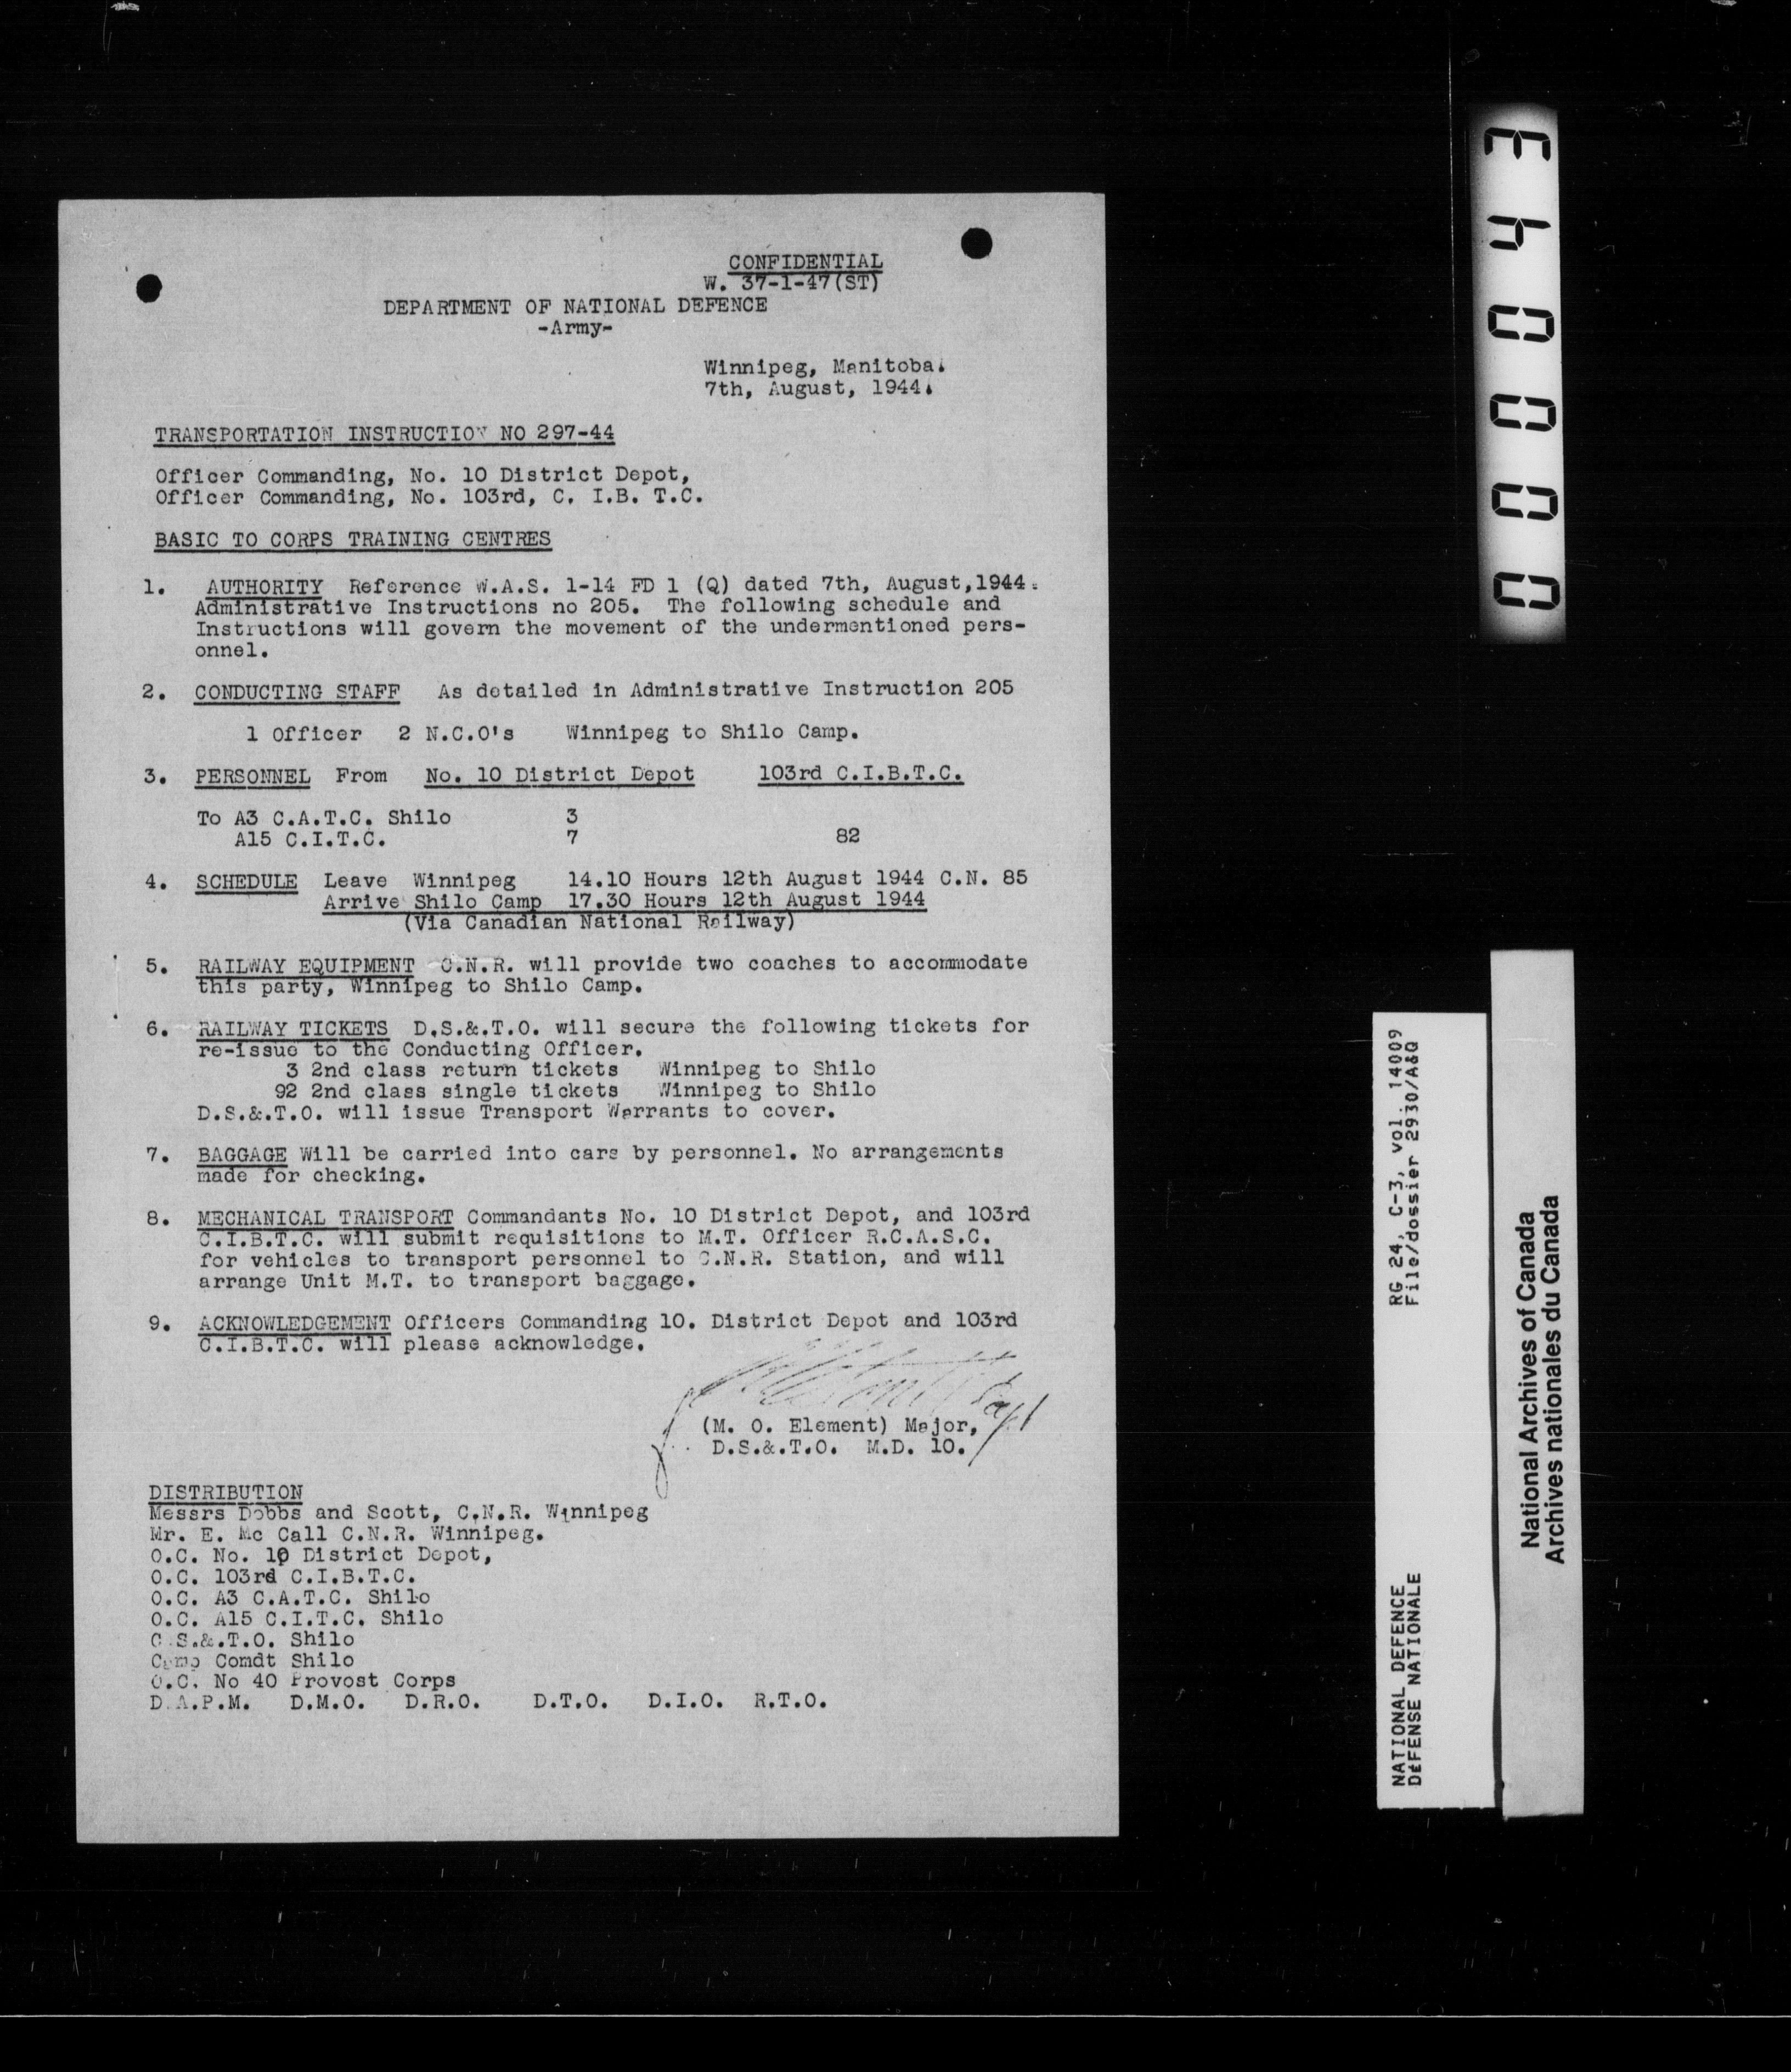 CONFIDENTIAL
W. 37-1-47(ST)
DEPARTMENT OF NATIONAL DEFENCE
-Army-
Winnipeg, Manitoba.
7th, August, 1944.
TRANSPORTATION INSTRUCTION NO 297-44
Officer Commanding, No. 10 District Depot,
Officer Commanding, No. 103rd, C. I.B. T.C.
BASIC TO CORPS TRAINING CENTRES
1. AUTHORITY Reference W.A.S. 1-14 FD 1 (Q) dated 7th, August,1944.
Administrative Instructions no 205. The following schedule and
Instructions will govern the movement of the undermentioned pers-
onnel.
2. CONDUCTING STAFF As detailed in Administrative Instruction 205
1 Officer 2 N.C.O's Winnipeg to Shilo Camp.
3. PERSONNEL From No. 10 District Depot 103rd C.I.B.T.C.
To A3 C.A.T.C. Shilo 3
A15 C.I.T.C. 7 82
4. SCHEDULE Leave Winnipeg 14.10 Hours 12th August 1944 C.N. 85
Arrive Shilo Camp 17.30 Hours 12th August 1944
(Via Canadian National Railway)
5. RAILWAY EQUIPMENT C.N.R. will provide two coaches to accommodate
this party, Winnipeg to Shilo Camp.
6. RAILWAY TICKETS D.S.&.T.O. will secure the following tickets for
re-issue to the Conducting Officer.
3 2nd class return tickets Winnipeg to Shilo
92 2nd class single tickets Winnipeg to Shilo
D.S.&.T.O. will issue Transport Warrants to cover.
7. BAGGAGE Will be carried into cars by personnel. No arrangements
made for checking.
8. MECHANICAL TRANSPORT Commandants No. 10 District Depot, and 103rd
C.I.B.T.C. will submit requisitions to M.T. Officer R.C.A.S.C.
for vehicles to transport personnel to C.N.R. Station, and will
arrange Unit M.T. to transport baggage.
9. ACKNOWLEDGEMENT Officers Commanding 10. District Depot and 103rd
C.I.B.T.C. will please acknowledge.
Capt
(M. O. Element) Major,
D.S.&.T.O. M.D. 10.
DISTRIBUTION
Messrs Dobbs and Scott, C.N.R. Winnipeg
Mr. E. Mc Call C.N.R. Winnipeg.
O.C. No. 10 District Depot,
O.C. 103rd C.I.B.T.C.
O.C. A3 C.A.T.C. Shilo
O.C. A15 C.I.T.C. Shilo
C.S.&.T.O. Shilo
Camp Comdt Shilo
O.C. No 40 Provost Corps
D.A.P.M. D.M.O. D.R.O. D.T.O. D.I.O. R.T.O.
000043
NATIONAL DEFENCE RG 24, C-3, vol. 14009
DéFENSE NATIONALE File/dossier 2930/A&Q
National Archives of Canada
Archives nationales du Canada